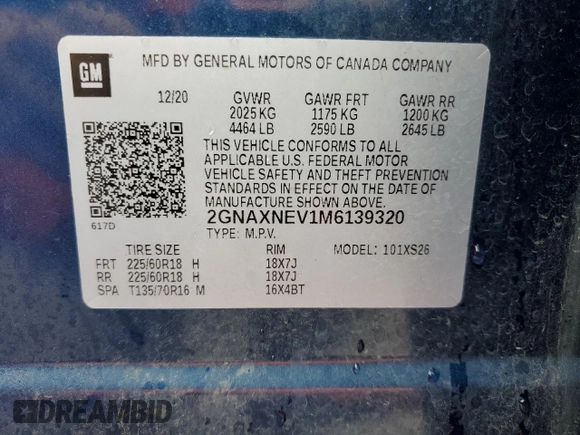 GM
MFD BY GENERAL MOTORS OF CANADA COMPANY
12/20 GVWR GAWR FRT GAWR RR
2025 KG 1175 KG 1200 KG
4464 LB 2590 LB 2645 LB
THIS VEHICLE CONFORMS TO ALL
APPLICABLE U.S. FEDERAL MOTOR
VEHICLE SAFETY AND THEFT PREVENTION
STANDARDS IN EFFECT ON THE DATE OF
MANUFACTURE SHOWN ABOVE.
617D 2GNAXNEV1M6139320
TYPE: M.P.V.
TIRE SIZE RIM MODEL: 101XS26
FRT 225/60R18 H 18X7J
RR 225/60R18 H 18X7J
SPA T135/70R16 M 16X4BT
DREAMBID